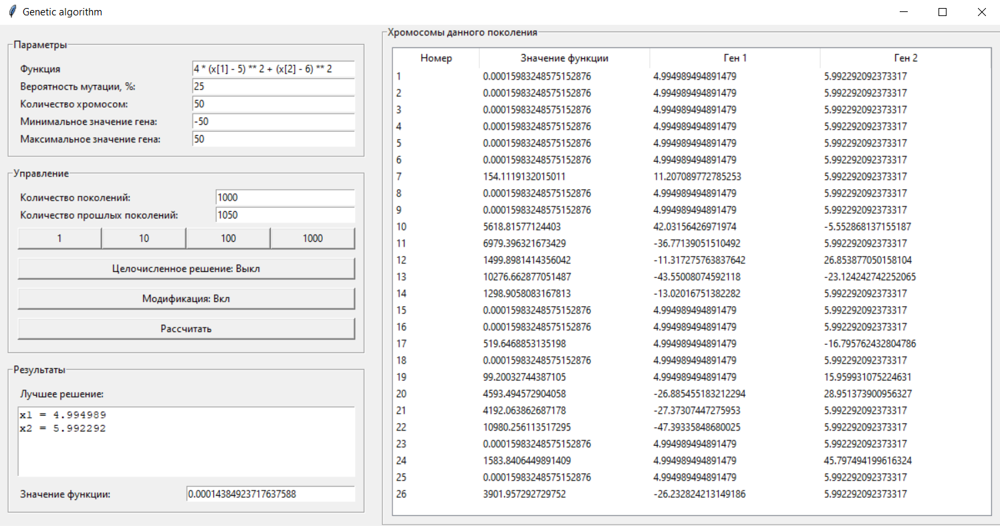 Genetic algorithm
Параметры
Функция 4 * (x[1] - 5) ** 2 + (x[2] - 6) ** 2
Вероятность мутации, %: 25
Количество хромосом: 50
Минимальное значение гена: -50
Максимальное значение гена: 50
Управление
Количество поколений: 1000
Количество прошлых поколений: 1050
1 10 100 1000
Целочисленное решение: Выкл
Модификация: Вкл
Рассчитать
Результаты
Лучшее решение:
x1 = 4.994989
x2 = 5.992292
Значение функции: 0.00014384923717637588
Хромосомы данного поколения
Номер Значение функции Ген 1 Ген 2
1 0.00015983248575152876 4.994989494891479 5.992292092373317
2 0.00015983248575152876 4.994989494891479 5.992292092373317
3 0.00015983248575152876 4.994989494891479 5.992292092373317
4 0.00015983248575152876 4.994989494891479 5.992292092373317
5 0.00015983248575152876 4.994989494891479 5.992292092373317
6 0.00015983248575152876 4.994989494891479 5.992292092373317
7 154.1119132015011 11.207089772785253 5.992292092373317
8 0.00015983248575152876 4.994989494891479 5.992292092373317
9 0.00015983248575152876 4.994989494891479 5.992292092373317
10 5618.81577124403 42.03156426971974 -5.552868137155187
11 6979.396321673429 -36.77139051510492 5.992292092373317
12 1499.8981414356042 -11.317275763837642 26.853877050158104
13 10276.662877051487 -43.55008074592118 -23.124242742252065
14 1298.9058083167813 -13.02016751382282 5.992292092373317
15 0.00015983248575152876 4.994989494891479 5.992292092373317
16 0.00015983248575152876 4.994989494891479 5.992292092373317
17 519.6468853135198 4.994989494891479 -16.795762432804786
18 0.00015983248575152876 4.994989494891479 5.992292092373317
19 99.20032744387105 4.994989494891479 15.959931075224631
20 4593.494572904058 -26.885455183212294 28.951373900956327
21 4192.063862687178 -27.37307447275953 5.992292092373317
22 10980.256113517295 -47.39335848680025 5.992292092373317
23 0.00015983248575152876 4.994989494891479 5.992292092373317
24 1583.8406449891409 4.994989494891479 45.797494199616324
25 0.00015983248575152876 4.994989494891479 5.992292092373317
26 3901.957292729752 -26.232824213149186 5.992292092373317